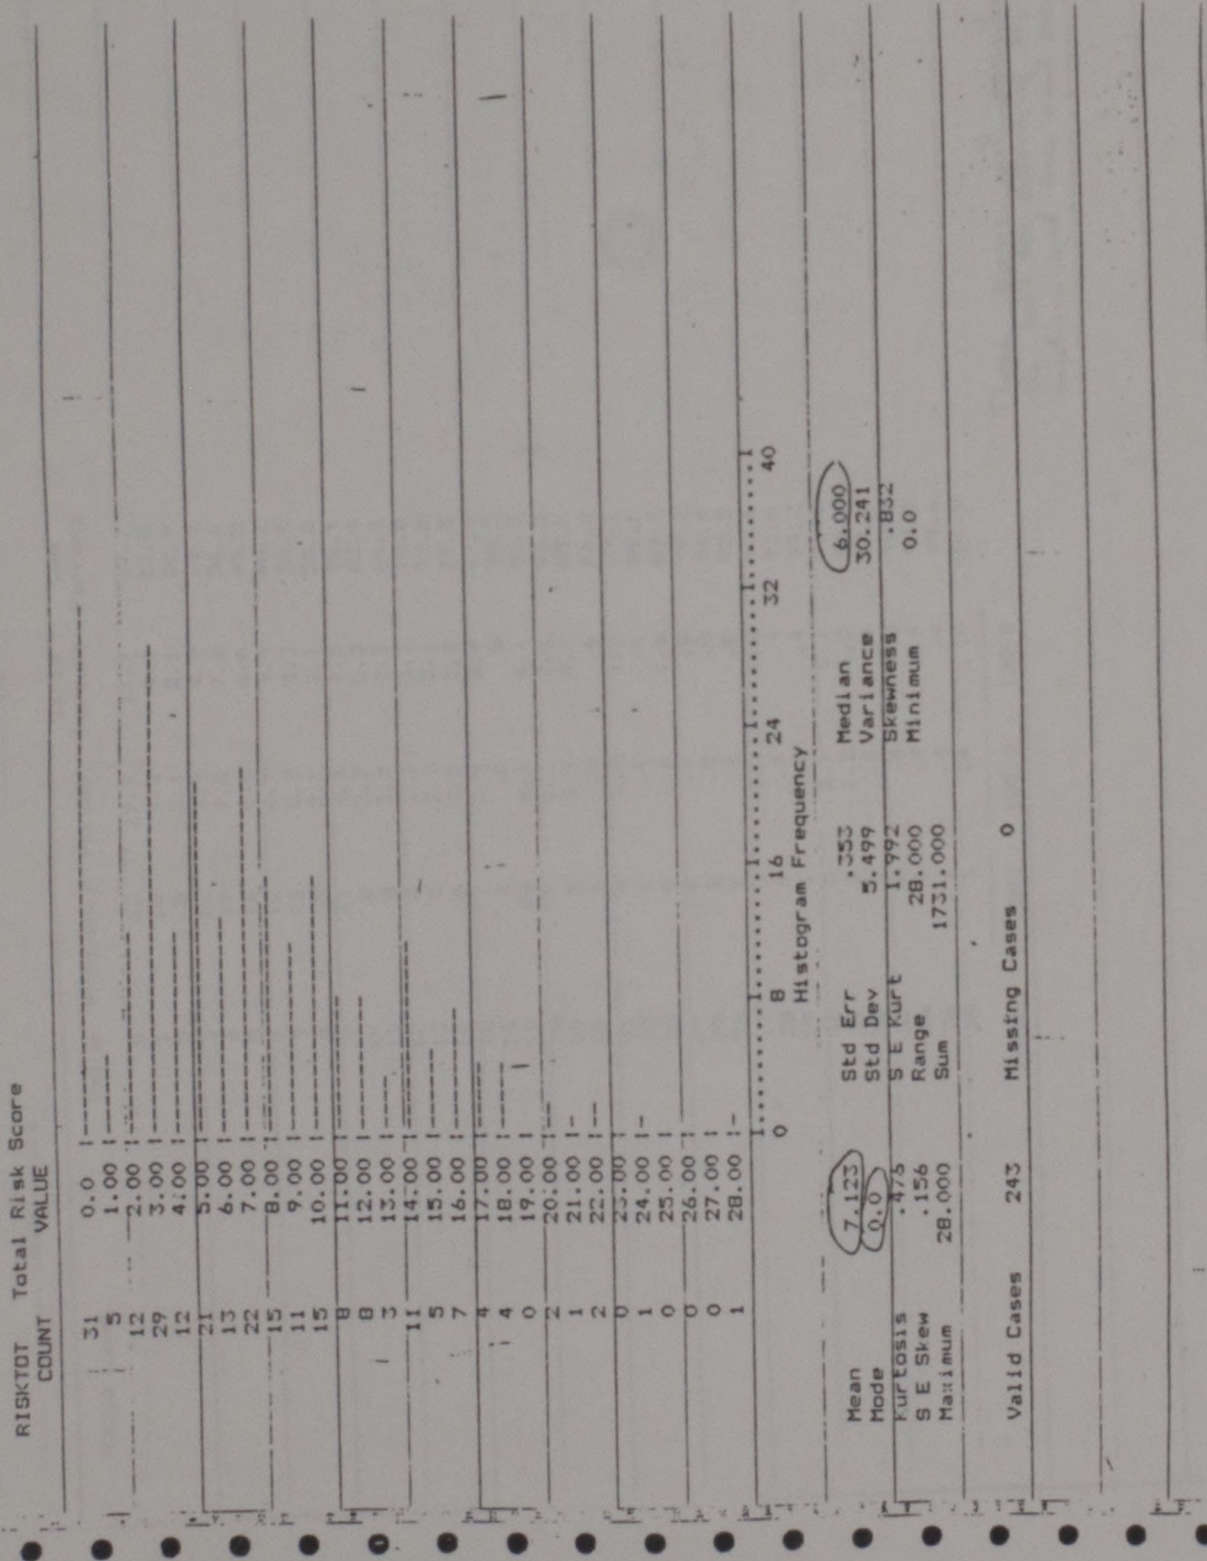 RISKTOT Total Risk Score
COUNT VALUE
31 0.0 I----------------------------------------
5 1.00 I------
12 2.00 I---------------
29 3.00 I-------------------------------------
12 4.00 I---------------
21 5.00 I--------------------------
13 6.00 I----------------
22 7.00 I----------------------------
15 8.00 I-------------------
11 9.00 I--------------
15 10.00 I-------------------
8 11.00 I----------
8 12.00 I----------
3 13.00 I----
11 14.00 I--------------
5 15.00 I------
7 16.00 I---------
4 17.00 I-----
4 18.00 I-----
0 19.00 I
2 20.00 I--
1 21.00 I-
2 22.00 I--
0 23.00 I
1 24.00 I-
0 25.00 I
0 26.00 I
0 27.00 I
1 28.00 I-
I.........I.........I.........I.........I.........I
0 8 16 24 32 40
Histogram Frequency
Mean 7.123 Std Err .353 Median 6.000
Mode 0.0 Std Dev 5.499 Variance 30.241
Kurtosis .476 S E Kurt 1.992 Skewness .832
S E Skew .156 Range 28.000 Minimum 0.0
Maximum 28.000 Sum 1731.000
Valid Cases 243 Missing Cases 0